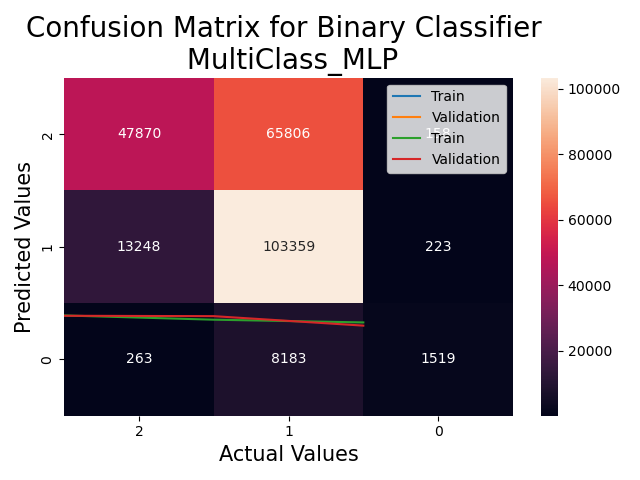 Confusion Matrix for Binary Classifier
MultiClass_MLP
Train
Validation
Train
Validation
Predicted Values
2
47870
65806
1
13248
103359
223
0
263
8183
1519
2
1
0
Actual Values
100000
80000
60000
40000
20000